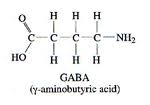 O H H H
C—C—C—C—NH₂
HO H H H
GABA
(γ-aminobutyric acid)